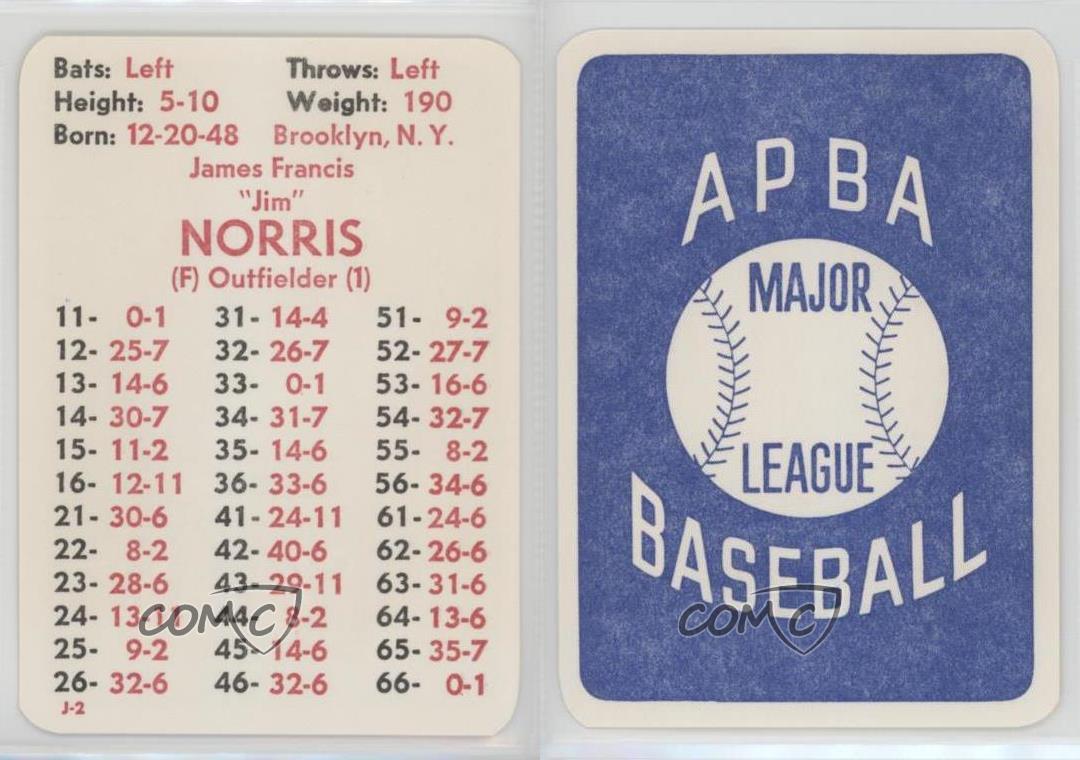 Bats: Left Throws: Left
Height: 5-10 Weight: 190
Born: 12-20-48 Brooklyn, N. Y.
James Francis
"Jim"
NORRIS
(F) Outfielder (1)
11- 0-1 31- 14-4 51- 9-2
12- 25-7 32- 26-7 52- 27-7
13- 14-6 33- 0-1 53- 16-6
14- 30-7 34- 31-7 54- 32-7
15- 11-2 35- 14-6 55- 8-2
16- 12-11 36- 33-6 56- 34-6
21- 30-6 41- 24-11 61- 24-6
22- 8-2 42- 40-6 62- 26-6
23- 28-6 43- 29-11 63- 31-6
24- 13-11 44- 8-2 64- 13-6
25- 9-2 45- 14-6 65- 35-7
26- 32-6 46- 32-6 66- 0-1
J-2
COMC
APBA
MAJOR
LEAGUE
BASEBALL
COMC